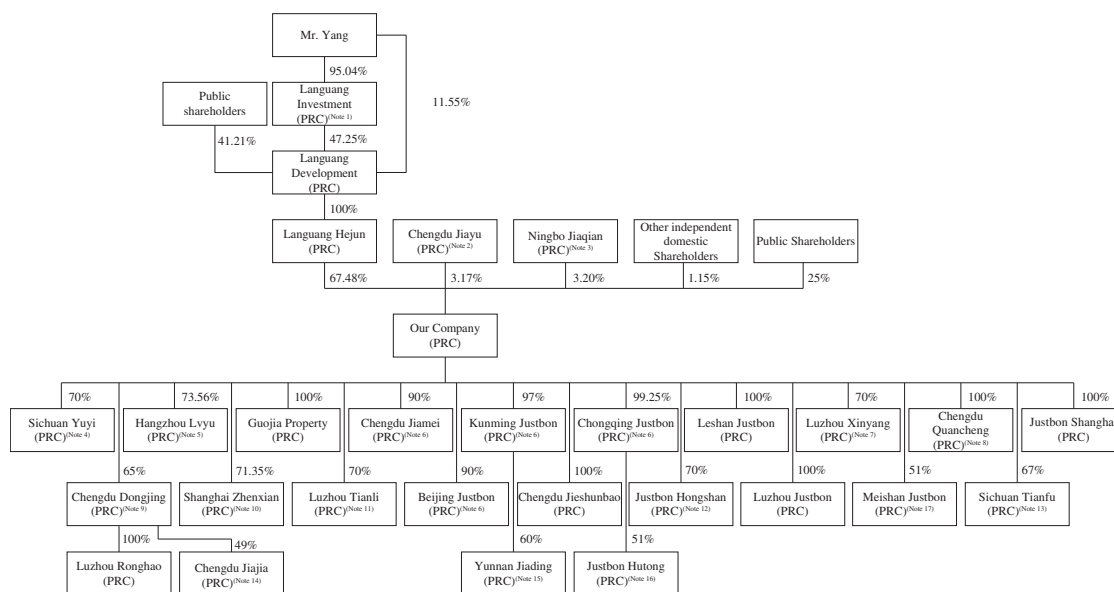 Mr. Yang
95.04%
Public
shareholders
Languang
Investment
(PRC)(Note 1)
11.55%
41.21%
47.25%
Languang
Development
(PRC)
100%
Languang Hejun
(PRC)
Chengdu Jiayu
(PRC)(Note 2)
Ningbo Jiaqian
(PRC)(Note 3)
Other independent
domestic
Shareholders
Public Shareholders
67.48%
3.17%
3.20%
1.15%
25%
Our Company
(PRC)
70%
73.56%
100%
90%
97%
99.25%
100%
70%
100%
100%
Sichuan Yuyi
(PRC)(Note 4)
Hangzhou Lvyu
(PRC)(Note 5)
Guojia Property
(PRC)
Chengdu Jiamei
(PRC)(Note 6)
Kunming Justbon
(PRC)(Note 6)
Chongqing Justbon
(PRC)(Note 6)
Leshan Justbon
(PRC)
Luzhou Xinyang
(PRC)(Note 7)
Chengdu
Quancheng
(PRC)(Note 8)
Justbon Shanghai
(PRC)
65%
71.35%
70%
90%
100%
70%
100%
51%
67%
Chengdu Dongjing
(PRC)(Note 9)
Shanghai Zhenxian
(PRC)(Note 10)
Luzhou Tianli
(PRC)(Note 11)
Beijing Justbon
(PRC)(Note 6)
Chengdu Jieshunbao
(PRC)
Justbon Hongshan
(PRC)(Note 12)
Luzhou Justbon
(PRC)
Meishan Justbon
(PRC)(Note 17)
Sichuan Tianfu
(PRC)(Note 13)
100%
49%
60%
51%
Luzhou Ronghao
(PRC)
Chengdu Jiajia
(PRC)(Note 14)
Yunnan Jiading
(PRC)(Note 15)
Justbon Hutong
(PRC)(Note 16)